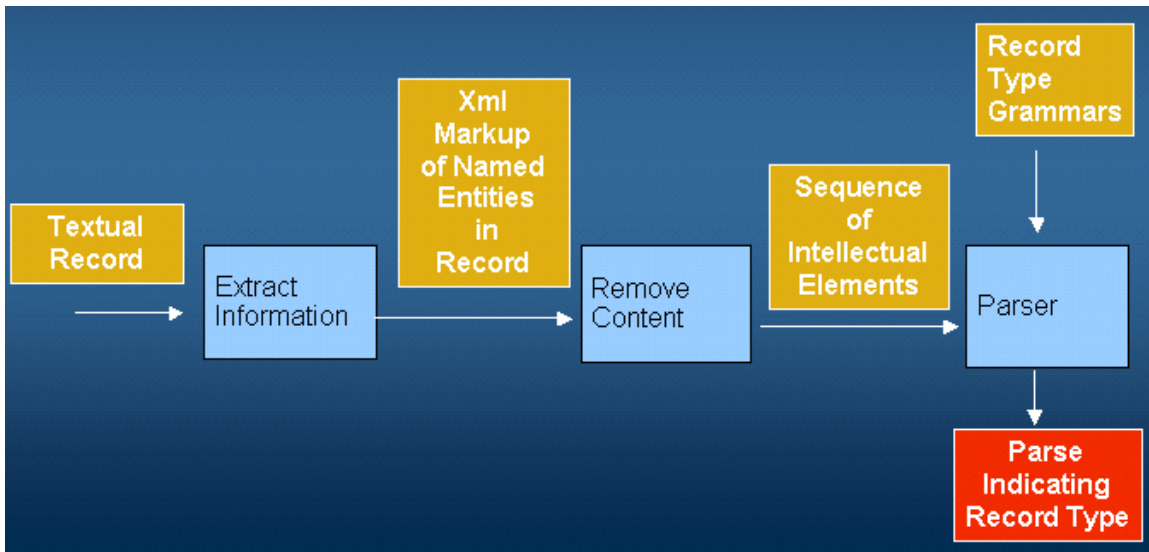 Textual
Record
Extract
Information
Xml
Markup
of Named
Entities
in
Record
Remove
Content
Sequence
of
Intellectual
Elements
Record
Type
Grammars
Parser
Parse
Indicating
Record Type